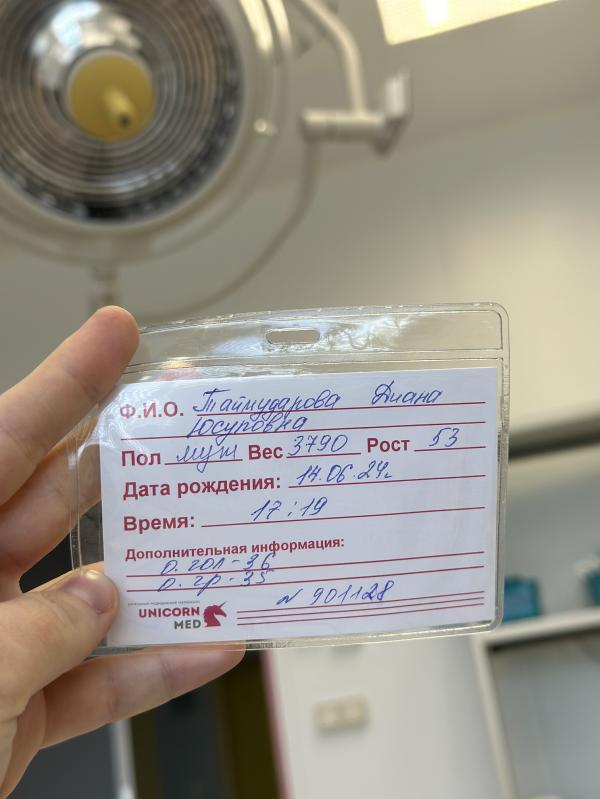 Ф.И.О. Таймударова Диана
Юсуповна
Пол муж Вес 3790 Рост 53
Дата рождения: 14.06.24г
Время: 17:19
Дополнительная информация:
о. гол - 36
о. гр - 35
UNICORN
MED
N 901128